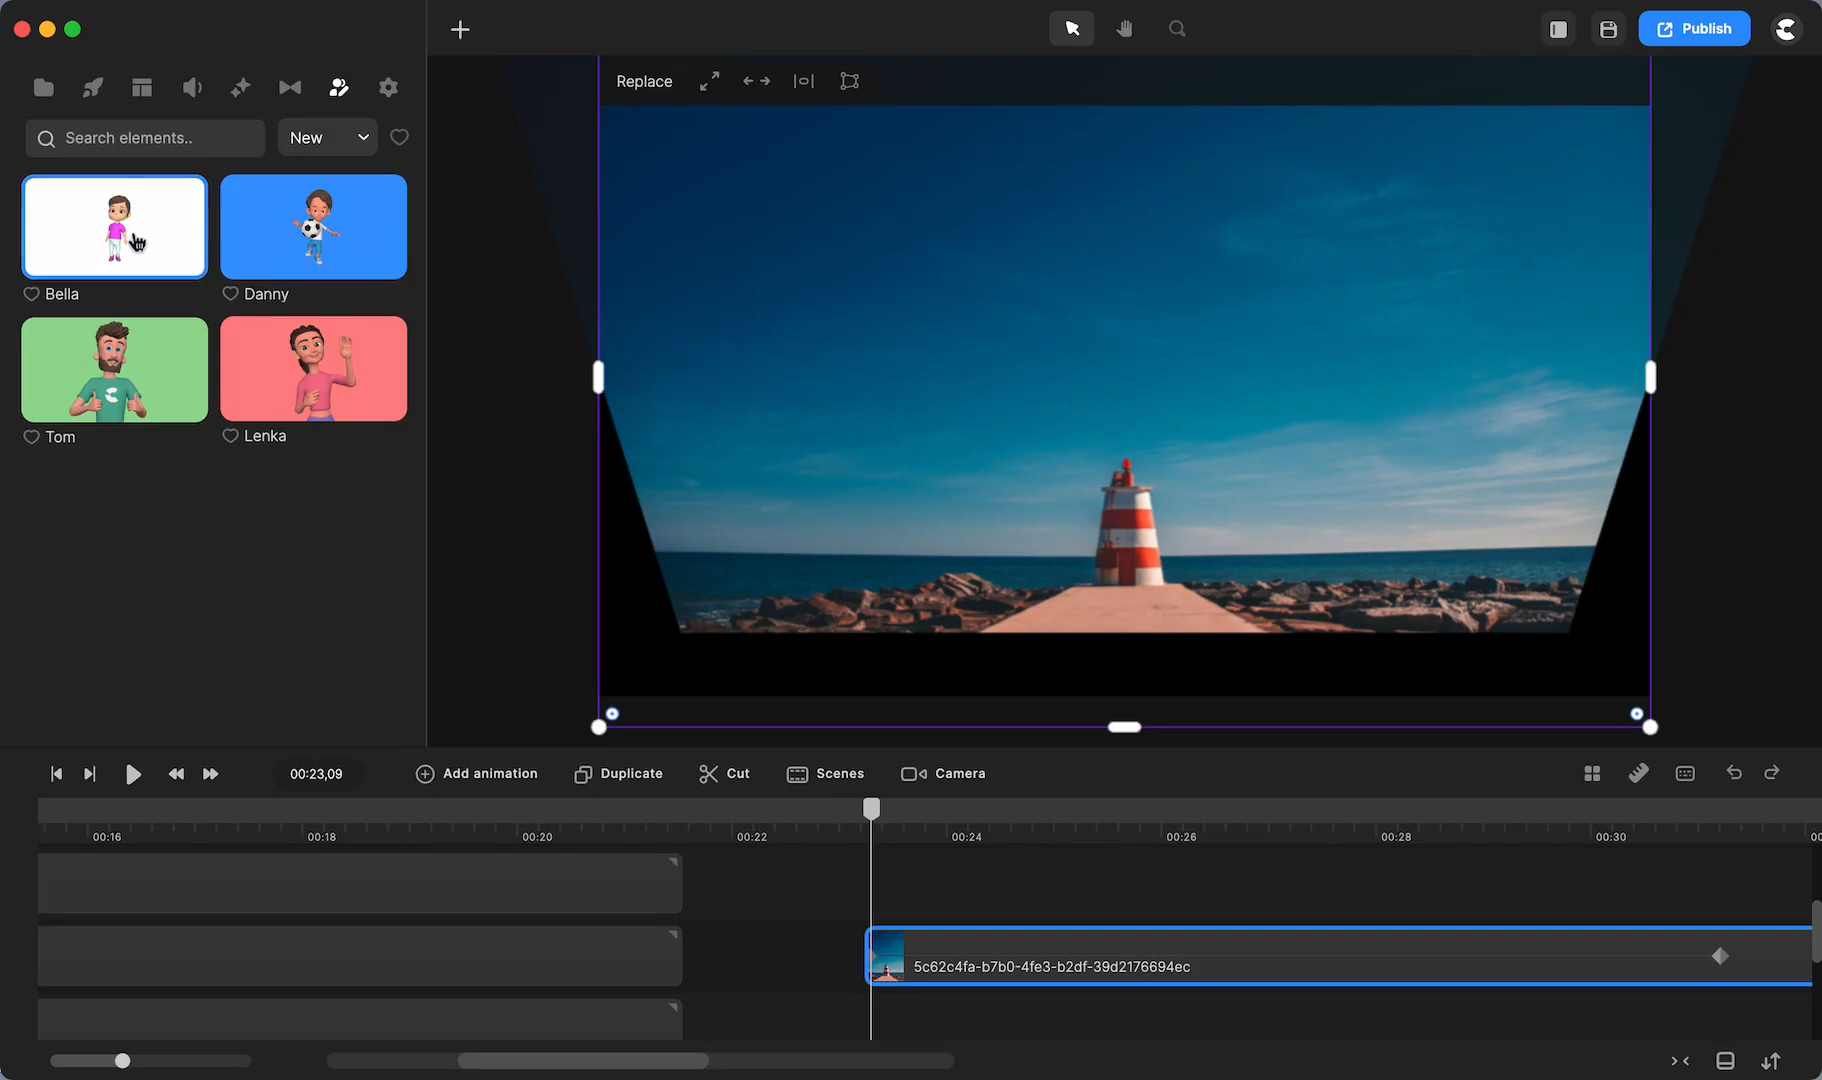 Publish
Replace
Search elements..
New
Bella
Danny
Tom
Lenka
00:23,09
Add animation
Duplicate
Cut
Scenes
Camera
00:16
00:18
00:20
00:22
00:24
00:26
00:28
00:30
5c62c4fa-b7b0-4fe3-b2df-39d2176694ec